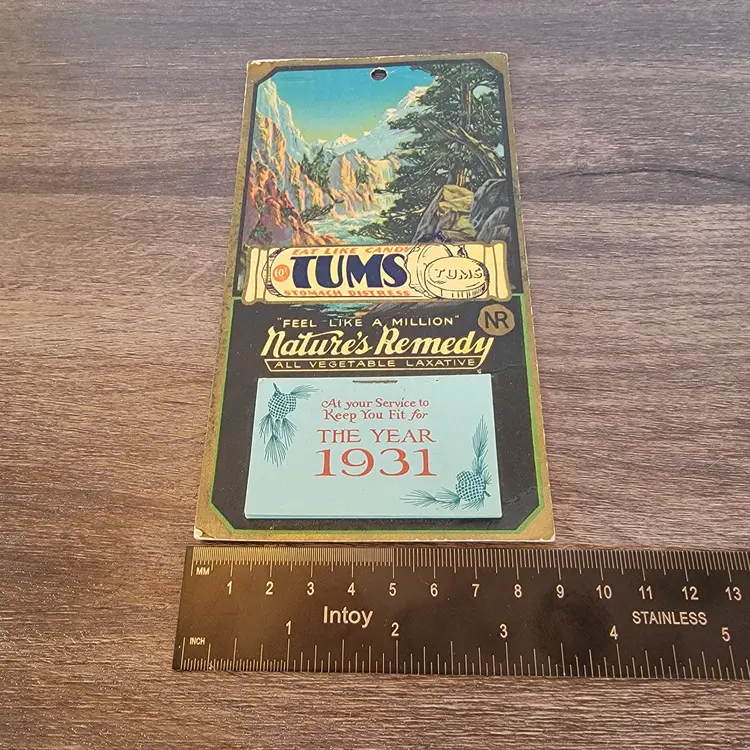 EAT LIKE CANDY
10¢
TUMS
TUMS
STOMACH DISTRESS
"FEEL LIKE A MILLION"
NR
Nature's Remedy
ALL VEGETABLE LAXATIVE
At your Service to
Keep You Fit for
THE YEAR
1931
MM
1 2 3 4 5 6 7 8 9 10 11 12 13
Intoy
STAINLESS
INCH
1 2 3 4 5